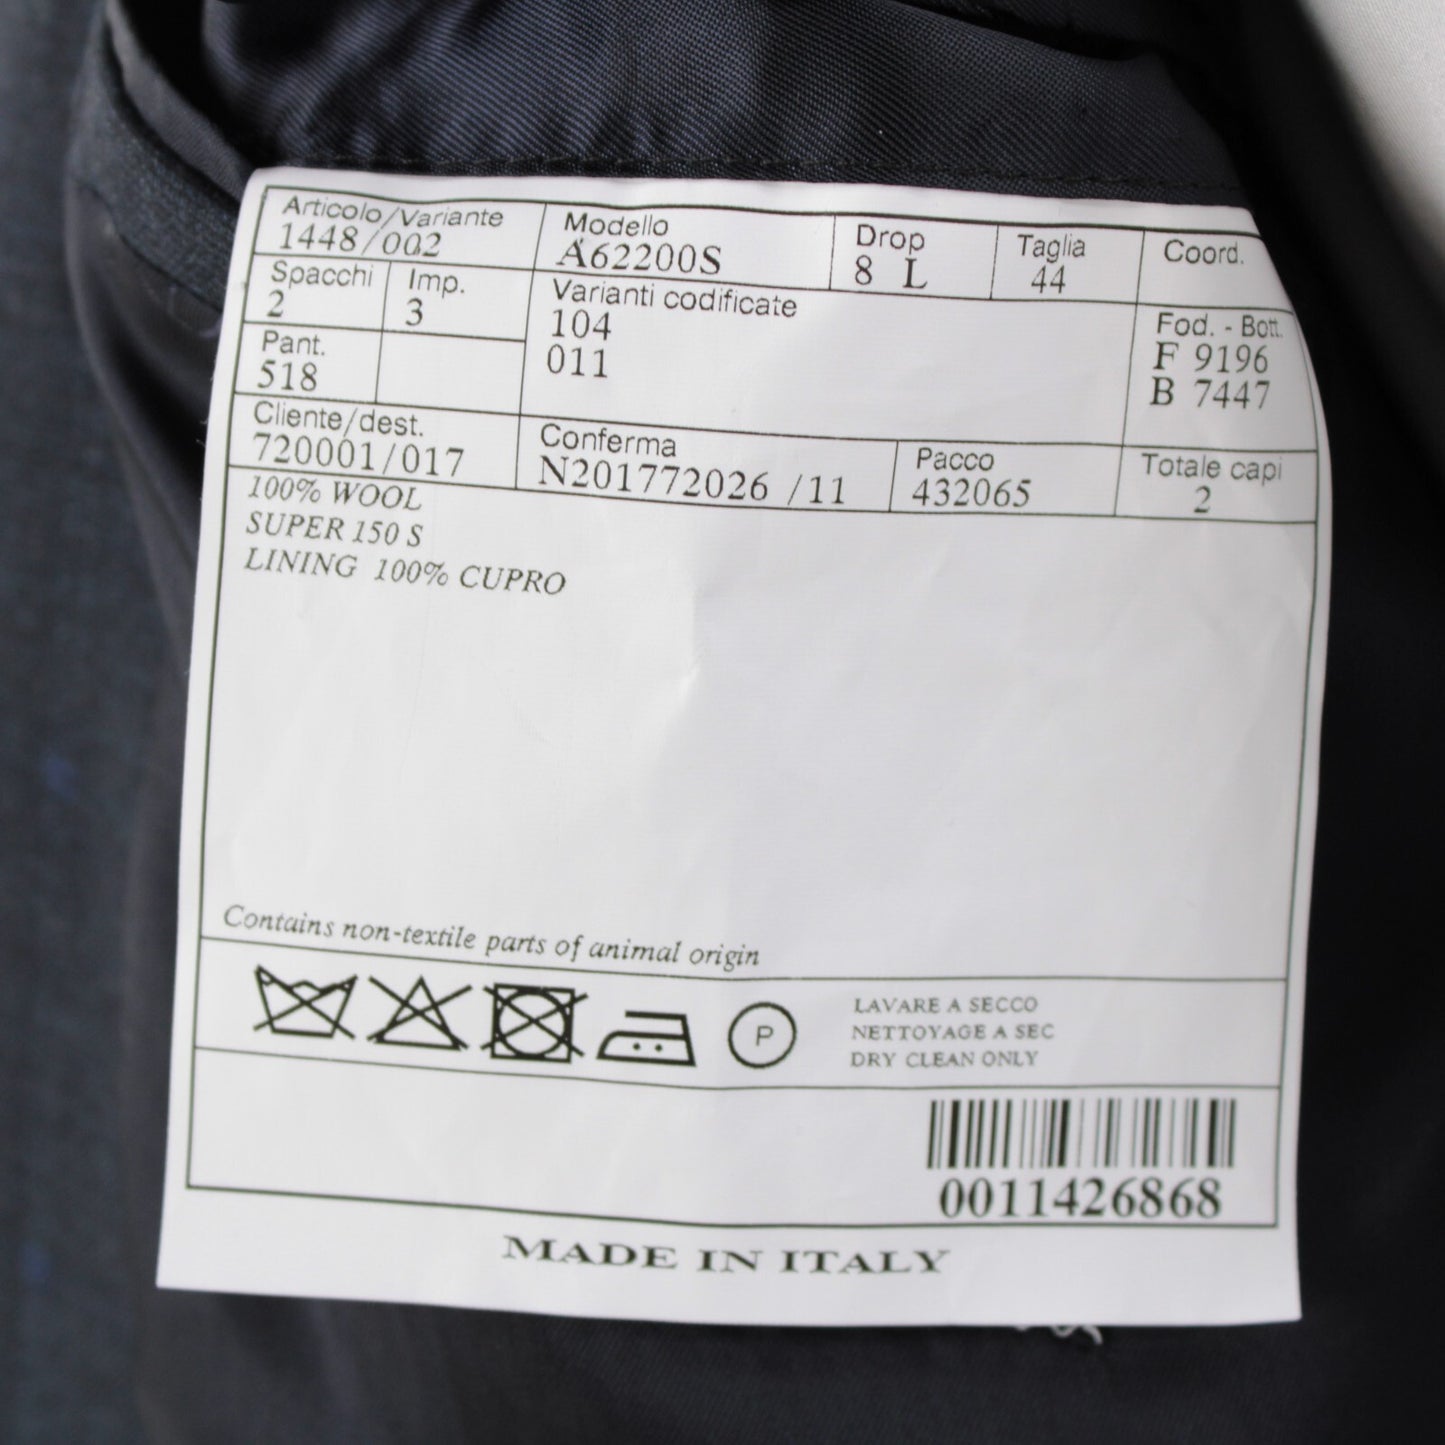 Articolo/Variante Modello Drop Taglia Coord.
1448/002 A62200S 8 L 44
Spacchi Imp. Varianti codificate Fod. - Bott.
2 3 104 F 9196
Pant. 011 B 7447
518
Cliente/dest. Conferma Pacco Totale capi
720001/017 N201772026 /11 432065 2
100% WOOL
SUPER 150 S
LINING 100% CUPRO
Contains non-textile parts of animal origin
P
LAVARE A SECCO
NETTOYAGE A SEC
DRY CLEAN ONLY
0011426868
MADE IN ITALY